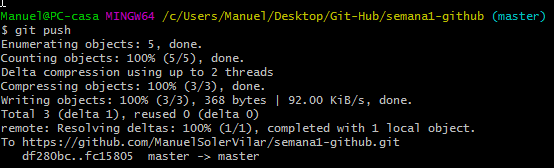 Manuel@PC-casa MINGW64 /c/Users/Manuel/Desktop/Git-Hub/semana1-github (master)
$ git push
Enumerating objects: 5, done.
Counting objects: 100% (5/5), done.
Delta compression using up to 2 threads
Compressing objects: 100% (3/3), done.
Writing objects: 100% (3/3), 368 bytes | 92.00 KiB/s, done.
Total 3 (delta 1), reused 0 (delta 0)
remote: Resolving deltas: 100% (1/1), completed with 1 local object.
To https://github.com/ManuelSolerVilar/semana1-github.git
   df280bc..fc15805  master -> master